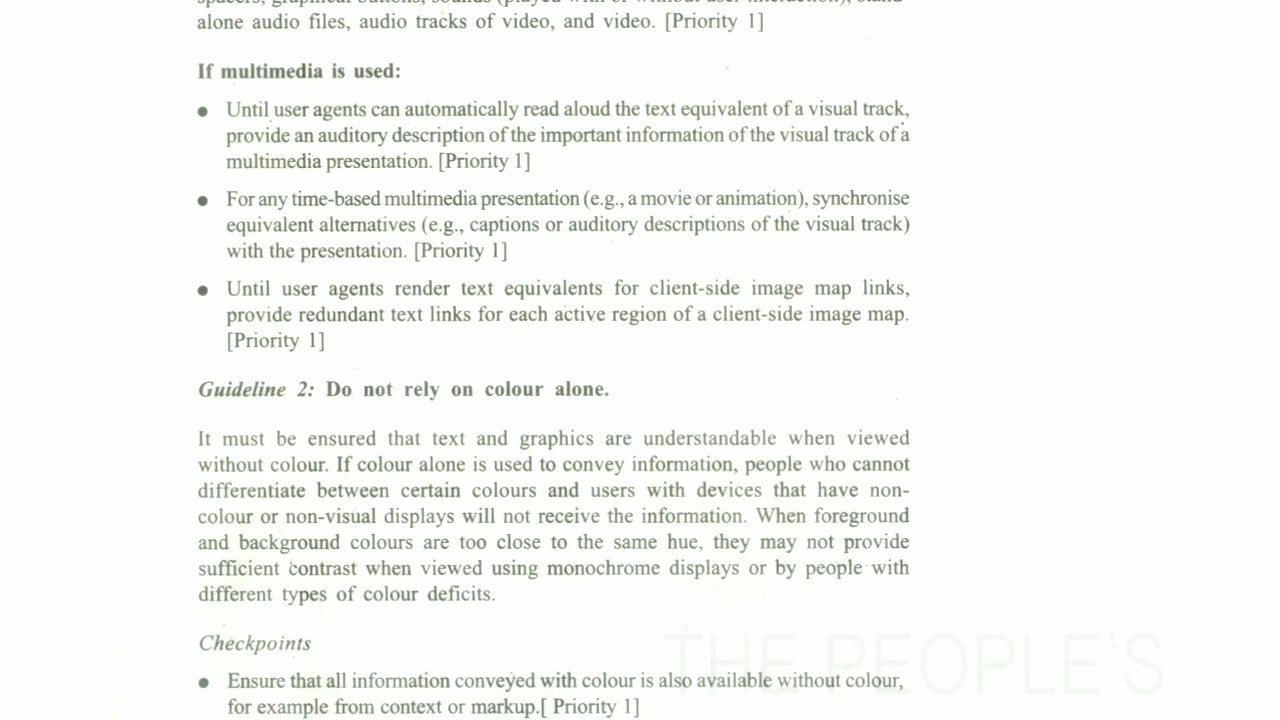 alone audio files, audio tracks of video, and video. [Priority 1]
If multimedia is used:
● Until user agents can automatically read aloud the text equivalent of a visual track,
provide an auditory description of the important information of the visual track of a
multimedia presentation. [Priority 1]
● For any time-based multimedia presentation (e.g., a movie or animation), synchronise
equivalent alternatives (e.g., captions or auditory descriptions of the visual track)
with the presentation. [Priority 1]
● Until user agents render text equivalents for client-side image map links,
provide redundant text links for each active region of a client-side image map.
[Priority 1]
Guideline 2: Do not rely on colour alone.
It must be ensured that text and graphics are understandable when viewed
without colour. If colour alone is used to convey information, people who cannot
differentiate between certain colours and users with devices that have non-
colour or non-visual displays will not receive the information. When foreground
and background colours are too close to the same hue, they may not provide
sufficient contrast when viewed using monochrome displays or by people with
different types of colour deficits.
Checkpoints
● Ensure that all information conveyed with colour is also available without colour,
for example from context or markup.[ Priority 1]
THE PEOPLE'S